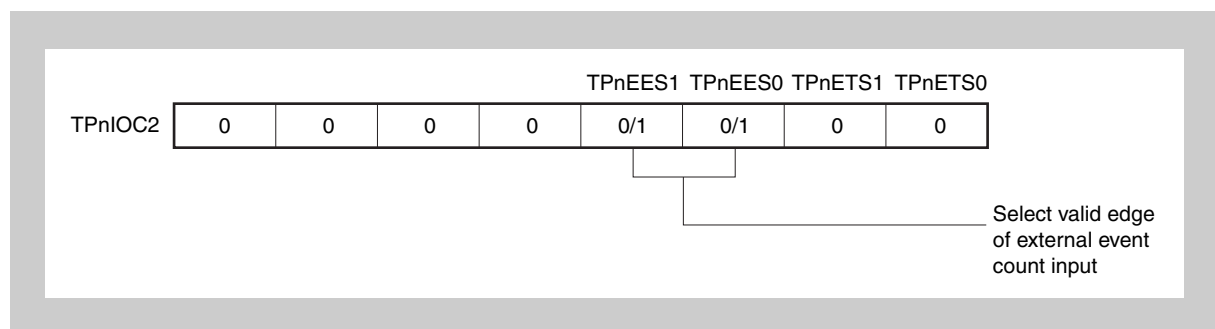 TPnEES1 TPnEES0 TPnETS1 TPnETS0
TPnIOC2 0 0 0 0 0/1 0/1 0 0
Select valid edge
of external event
count input